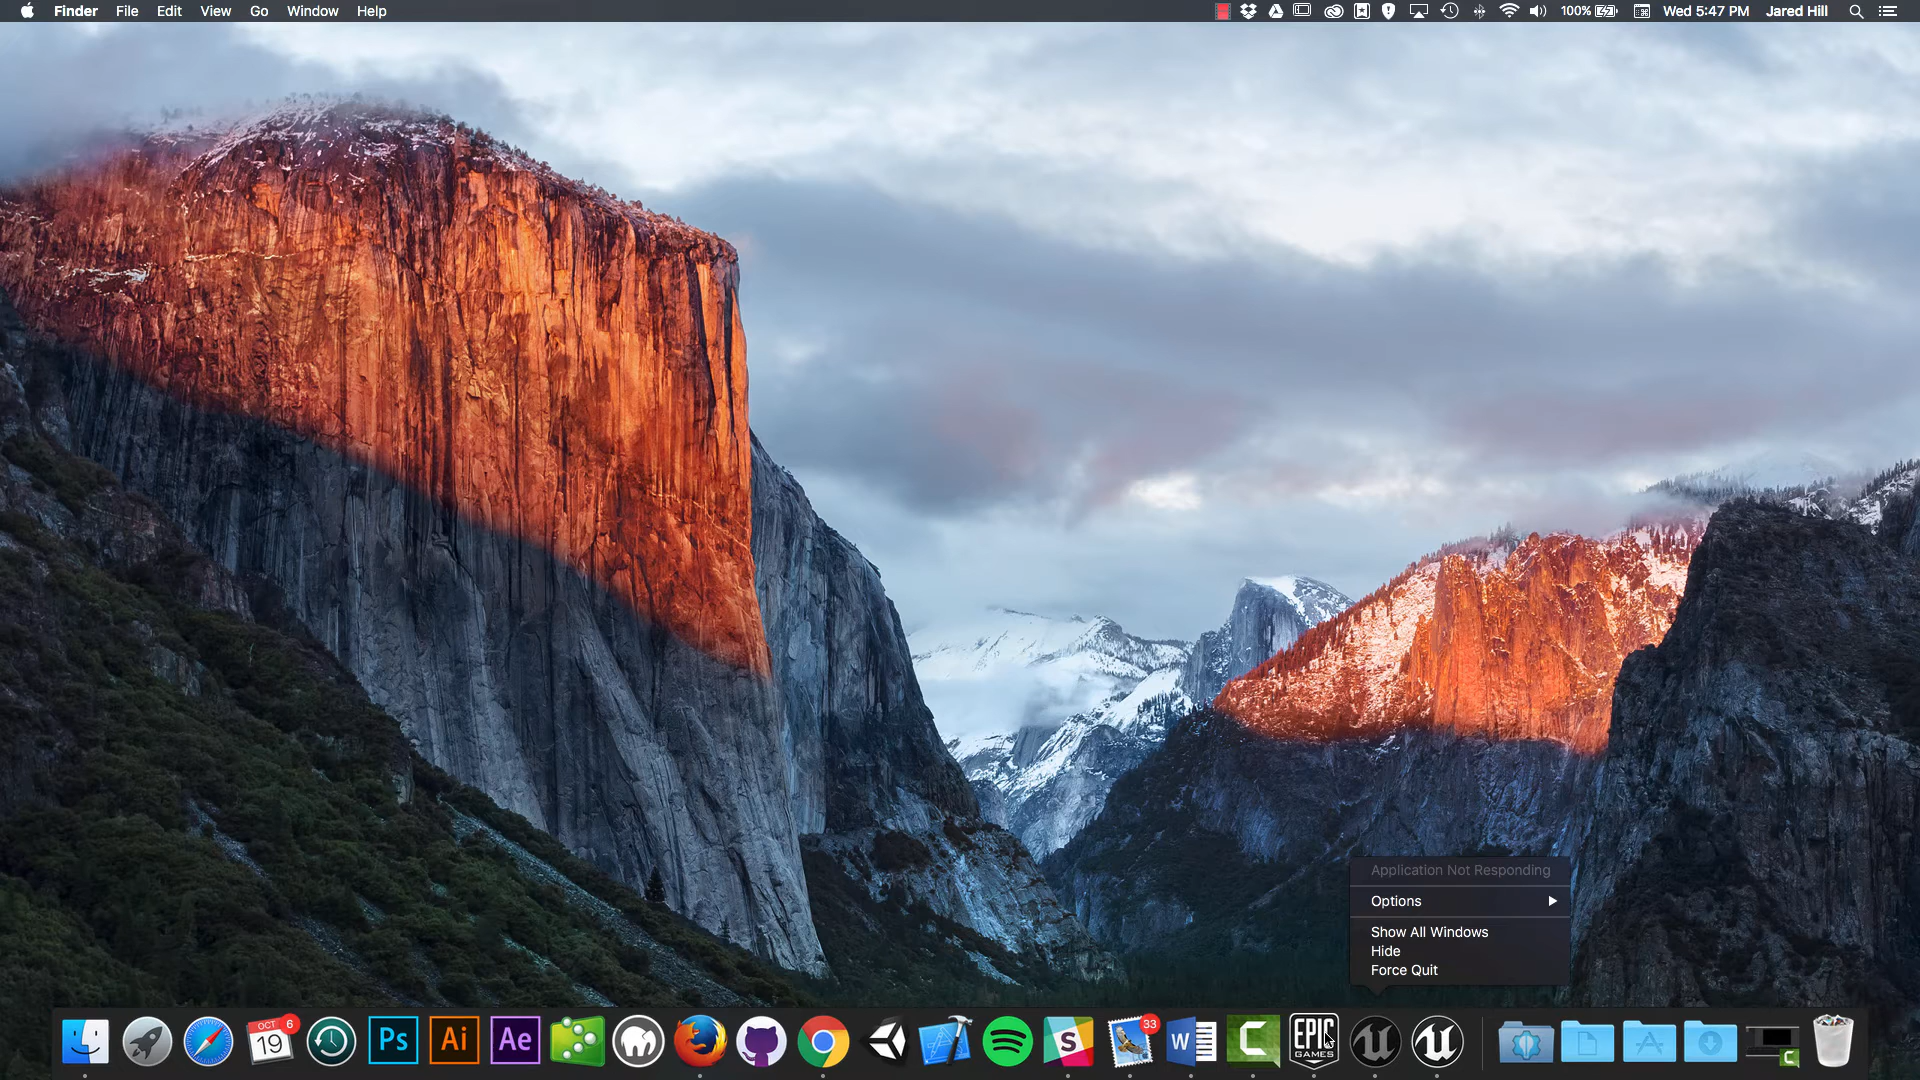 Finder File Edit View Go Window Help 100% Wed 5:47 PM Jared Hill
Application Not Responding
Options
Show All Windows
Hide
Force Quit
OCT 6
19
Ps
Ai
Ae
S
33
W
C
EPIC
GAMES
C